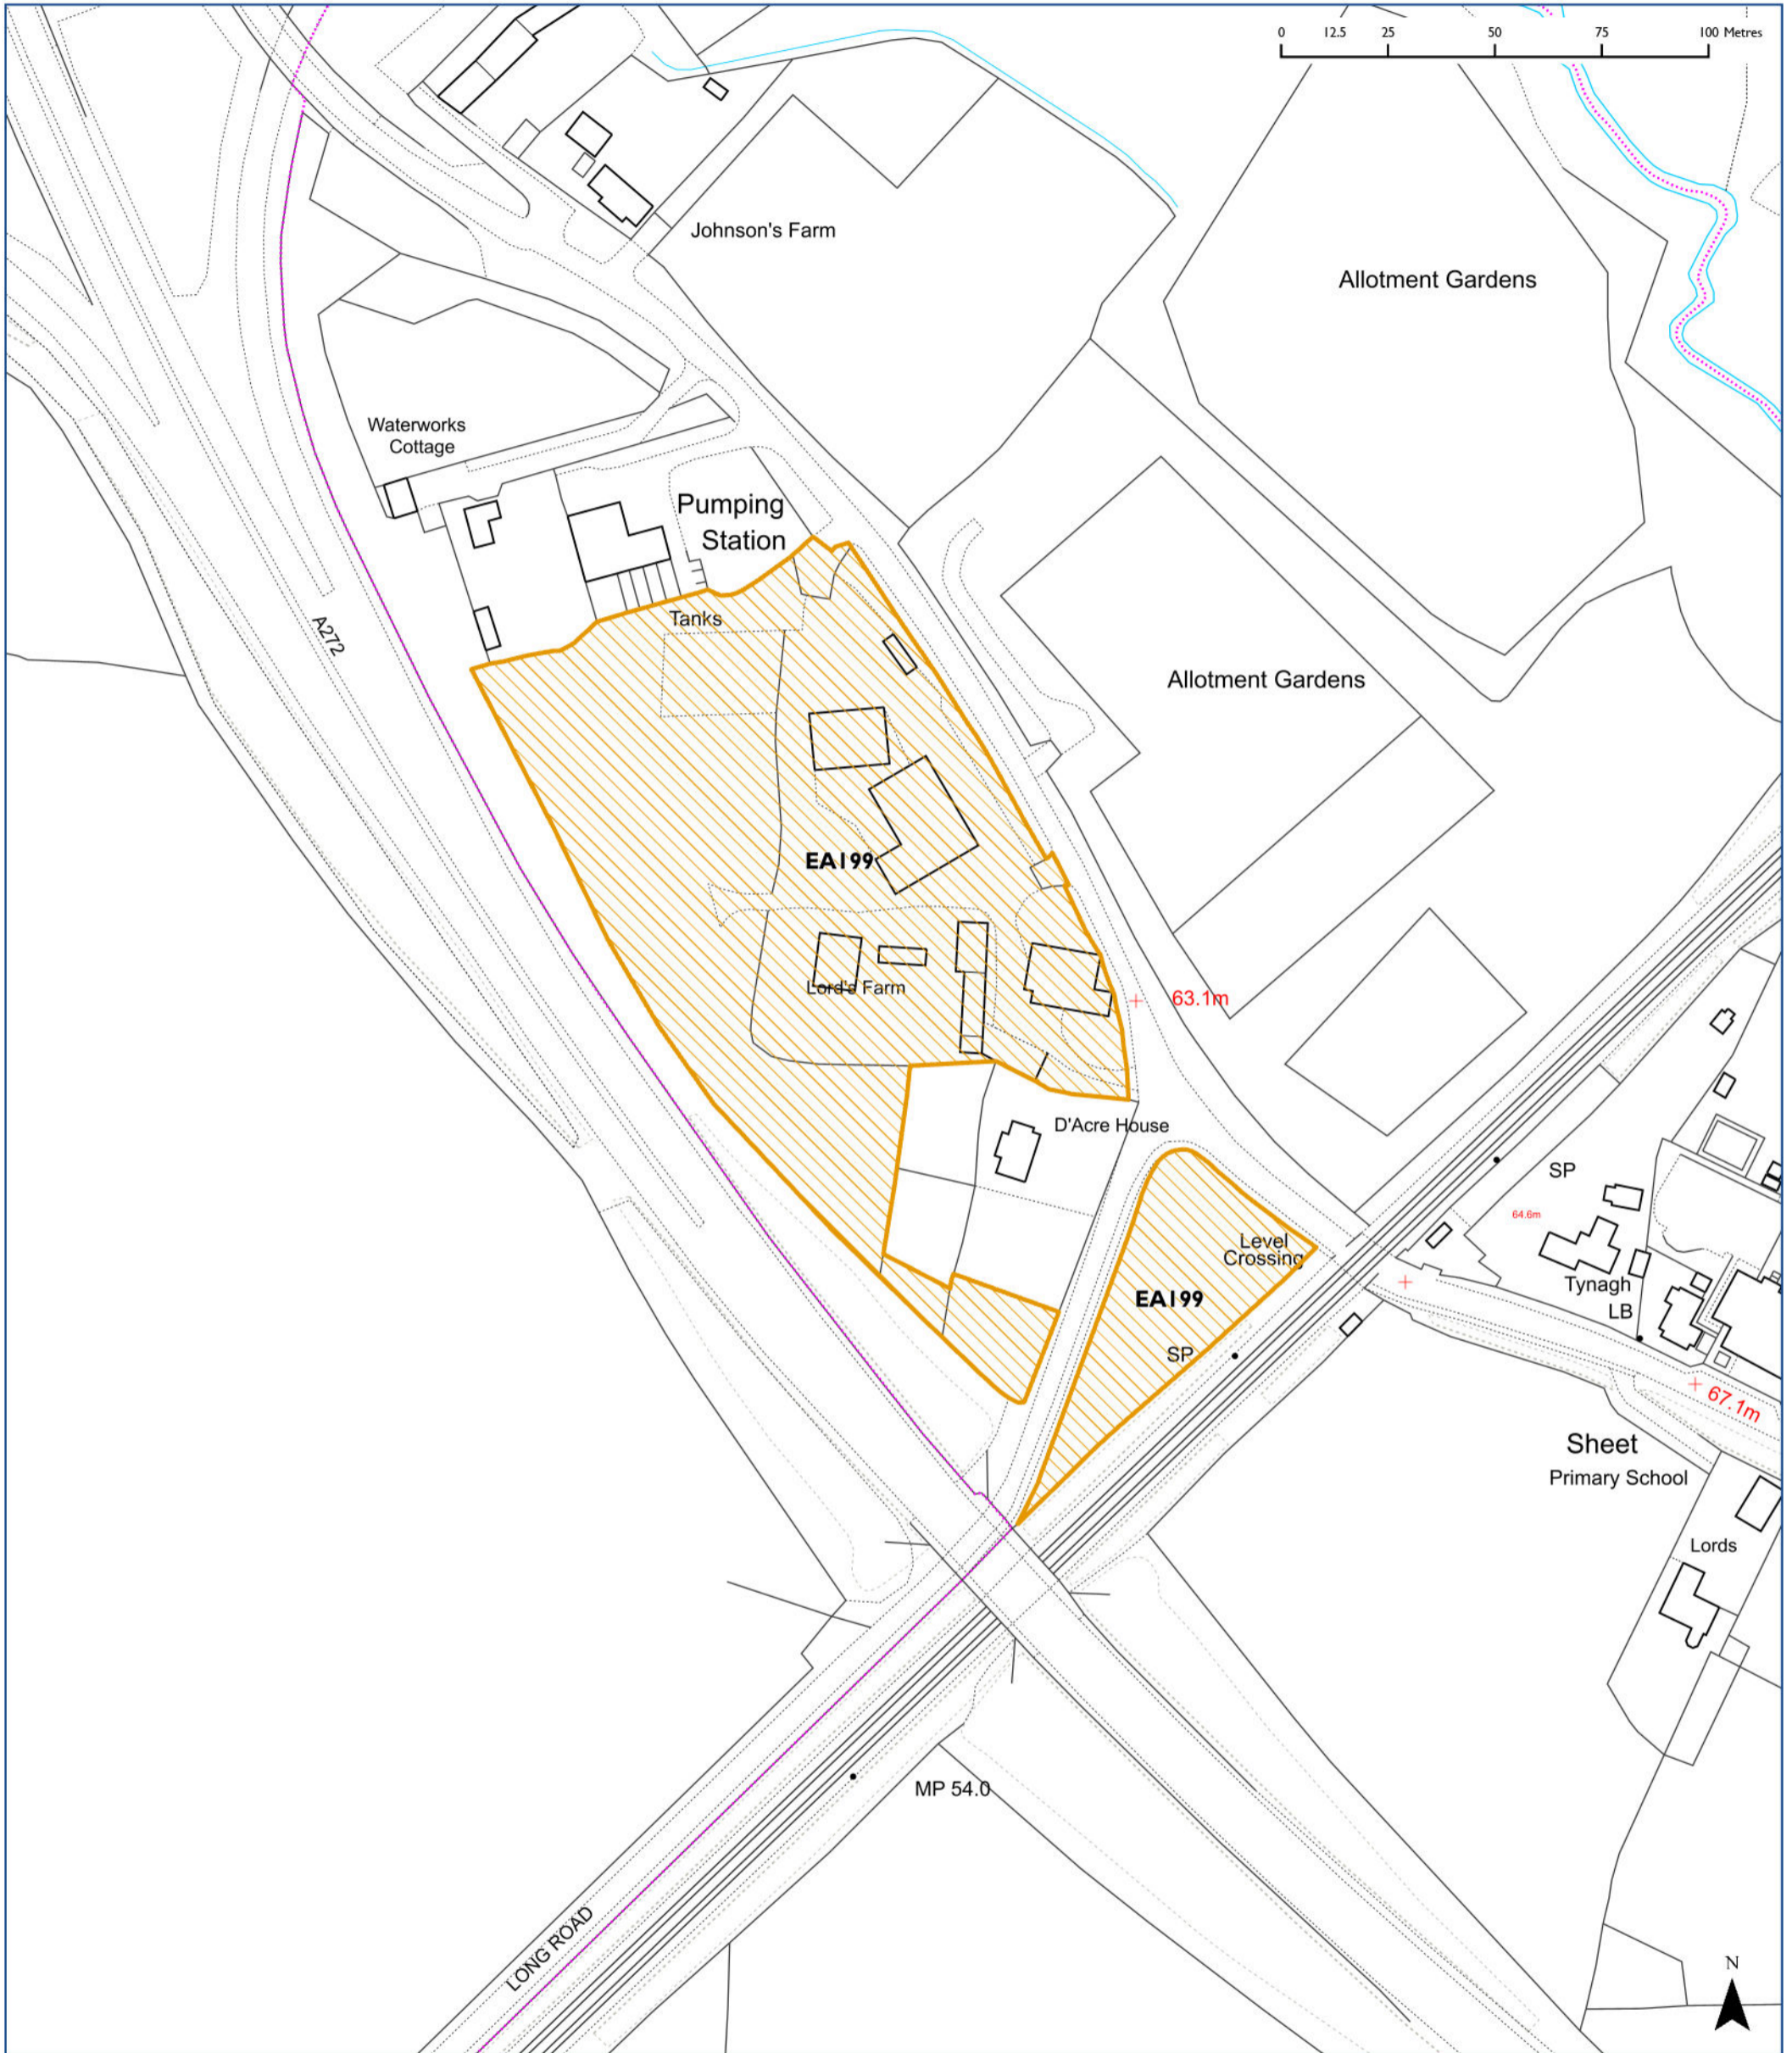 0 12.5 25 50 75 100 Metres
Johnson's Farm
Allotment Gardens
Waterworks
Cottage
Pumping
Station
A272
Tanks
Allotment Gardens
EA199
Lord's Farm
63.1m
D'Acre House
SP
64.6m
Level
Crossing
Tynagh
EA199
LB
SP
67.1m
Sheet
Primary School
Lords
MP 54.0
LONG ROAD
N